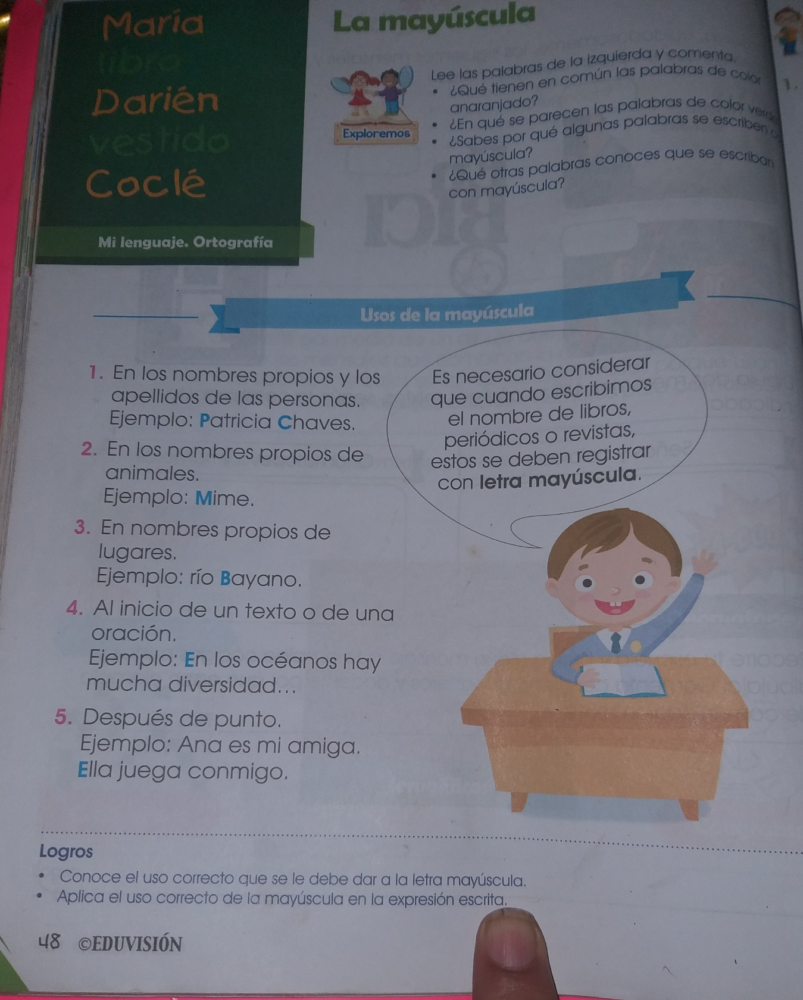 María
libro
Darién
vestido
Coclé
Mi lenguaje. Ortografía
La mayúscula
Exploremos
Lee las palabras de la izquierda y comenta.
• ¿Qué tienen en común las palabras de color
anaranjado?
• ¿En qué se parecen las palabras de color
• ¿Sabes por qué algunas palabras se escriben
mayúscula?
• ¿Qué otras palabras conoces que se escriban
con mayúscula?
1.
Usos de la mayúscula
1. En los nombres propios y los
apellidos de las personas.
Ejemplo: Patricia Chaves.
2. En los nombres propios de
animales.
Ejemplo: Mime.
3. En nombres propios de
lugares.
Ejemplo: río Bayano.
4. Al inicio de un texto o de una
oración.
Ejemplo: En los océanos hay
mucha diversidad...
5. Después de punto.
Ejemplo: Ana es mi amiga.
Ella juega conmigo.
Es necesario considerar
que cuando escribimos
el nombre de libros,
periódicos o revistas,
estos se deben registrar
con letra mayúscula.
Logros
• Conoce el uso correcto que se le debe dar a la letra mayúscula.
• Aplica el uso correcto de la mayúscula en la expresión escrita.
48 ©EDUVISIÓN